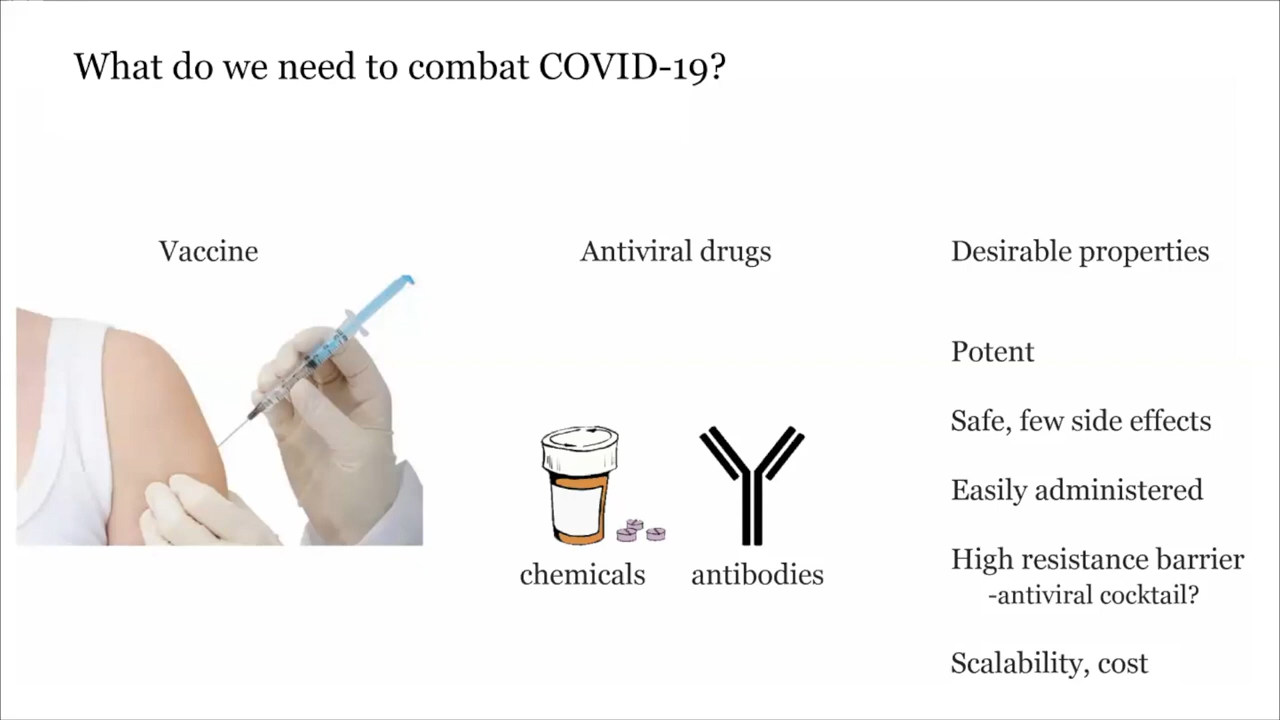 What do we need to combat COVID-19?
Vaccine
Antiviral drugs
chemicals
antibodies
Desirable properties
Potent
Safe, few side effects
Easily administered
High resistance barrier
-antiviral cocktail?
Scalability, cost